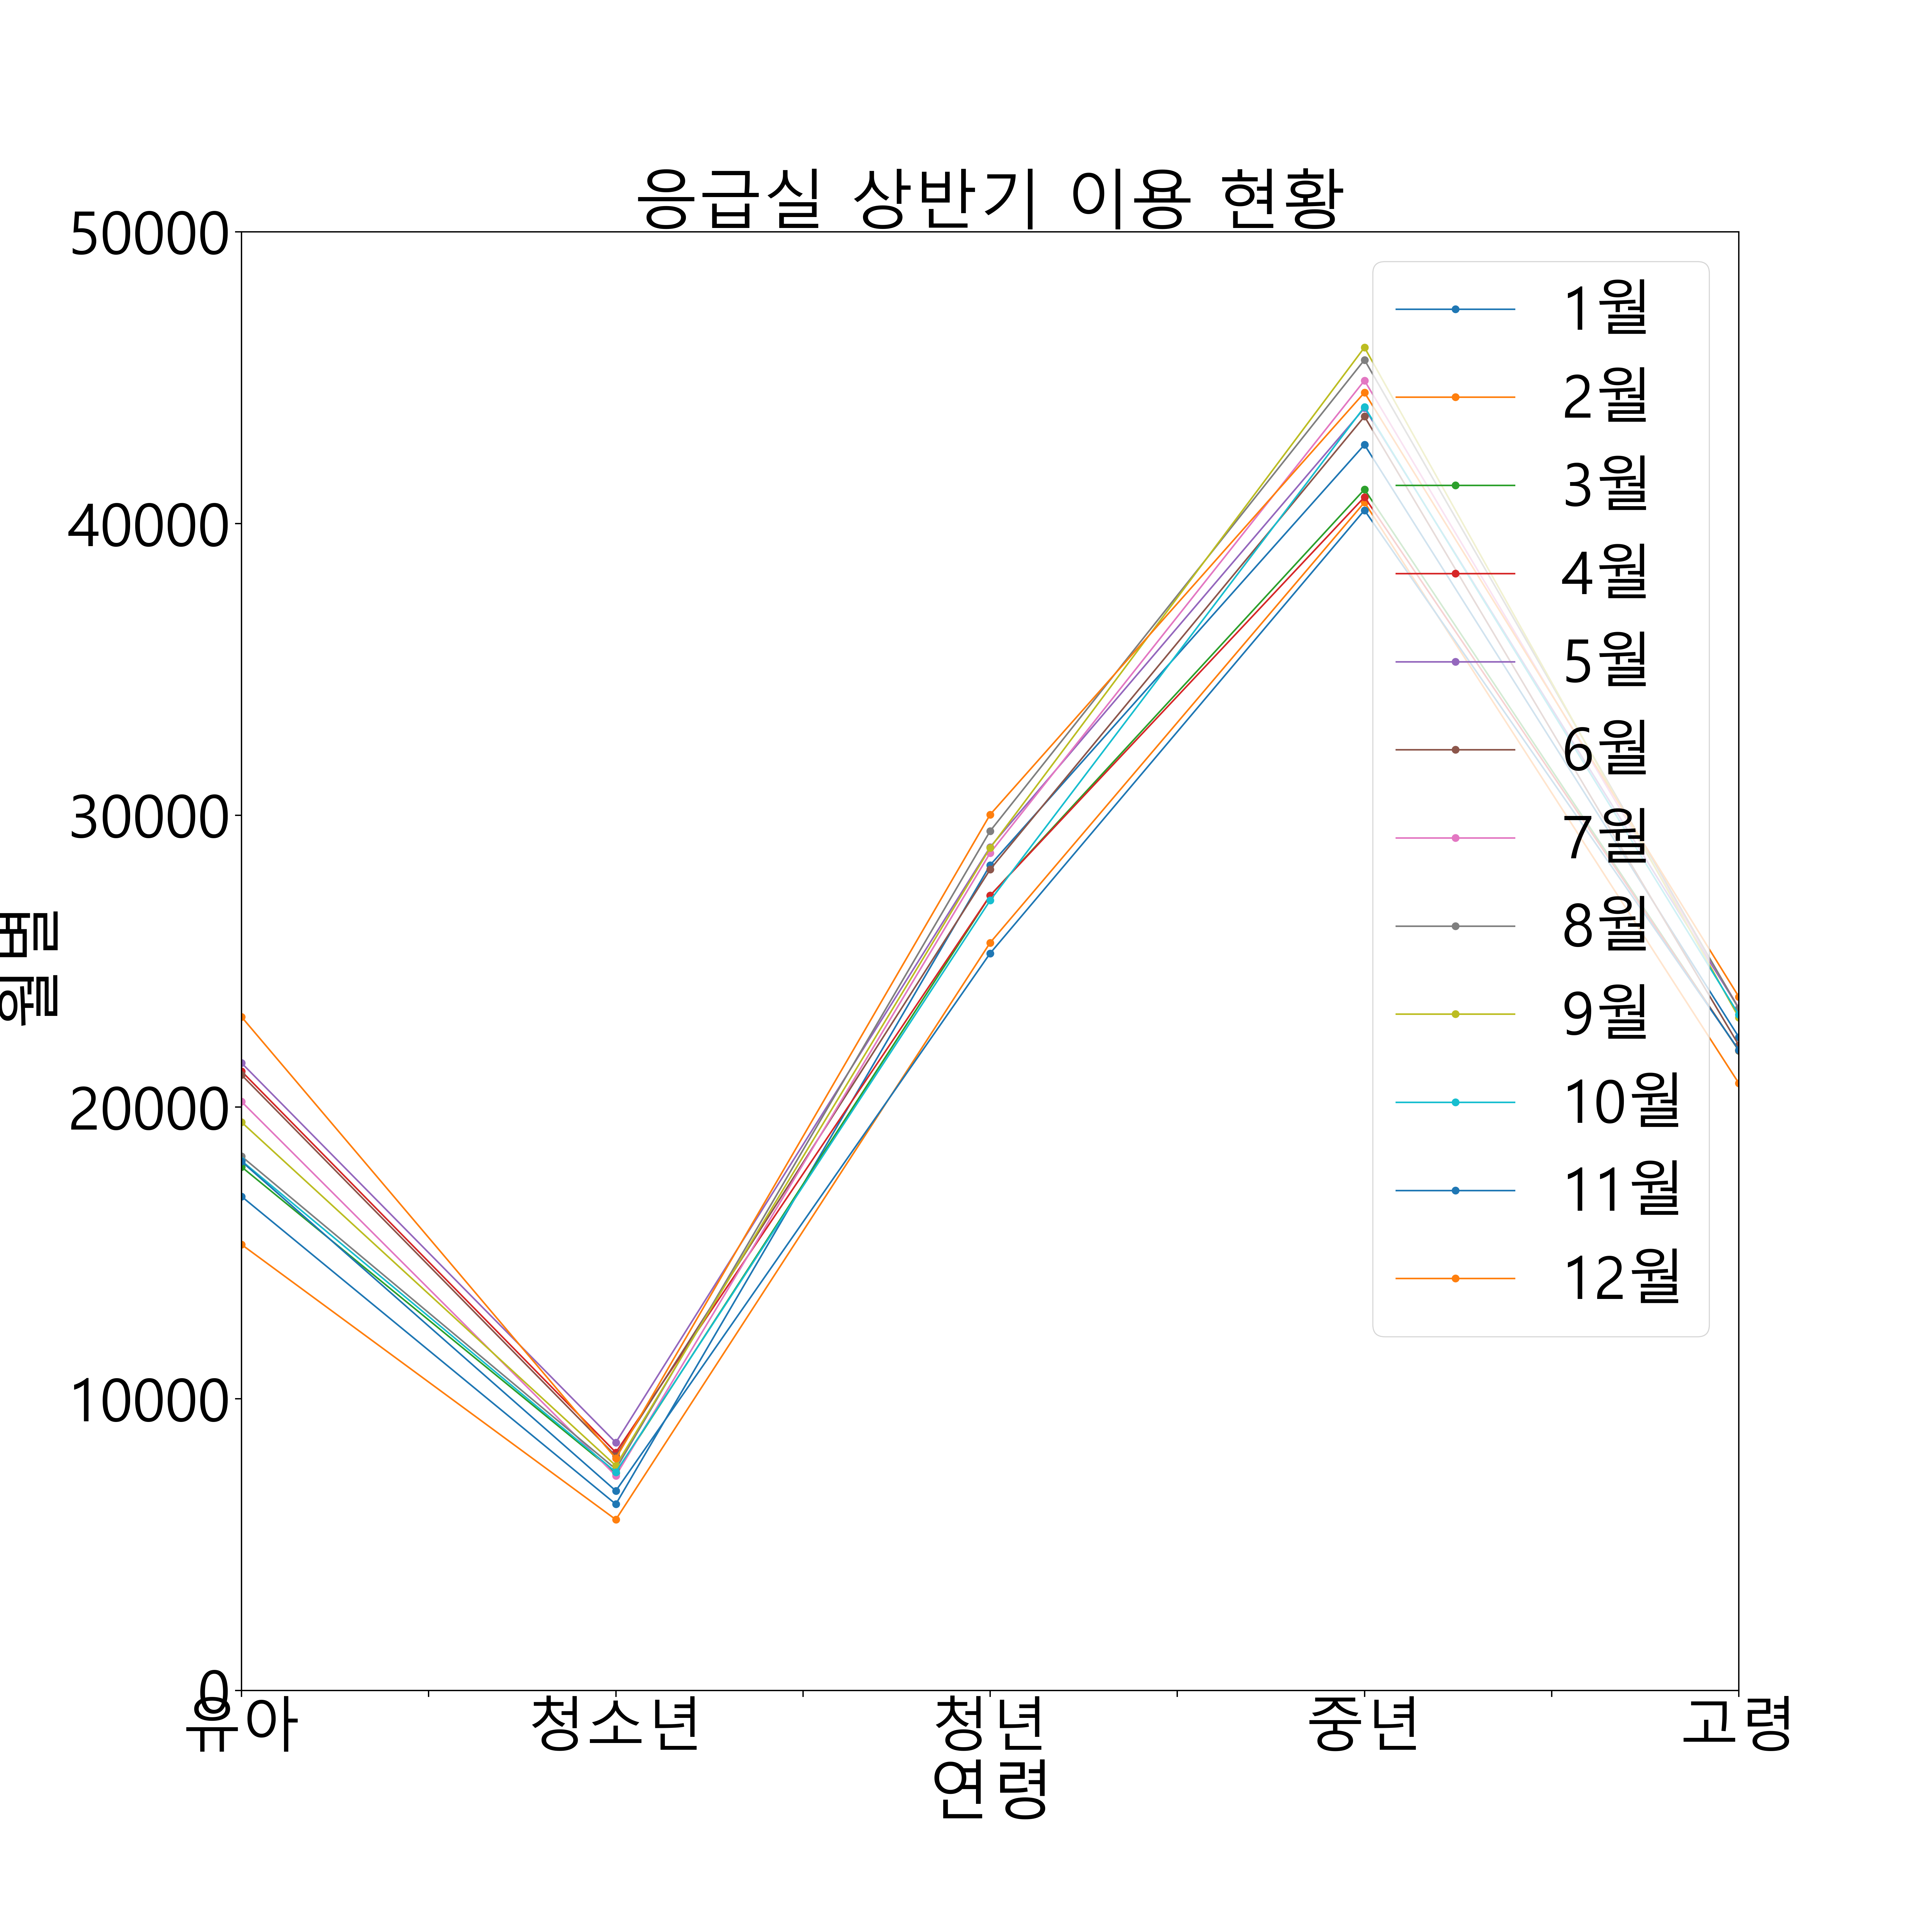 응급실 상반기 이용 현황
50000
40000
30000
20000
10000
0
월별
1월
2월
3월
4월
5월
6월
7월
8월
9월
10월
11월
12월
유아
청소년
청년
중년
고령
연령